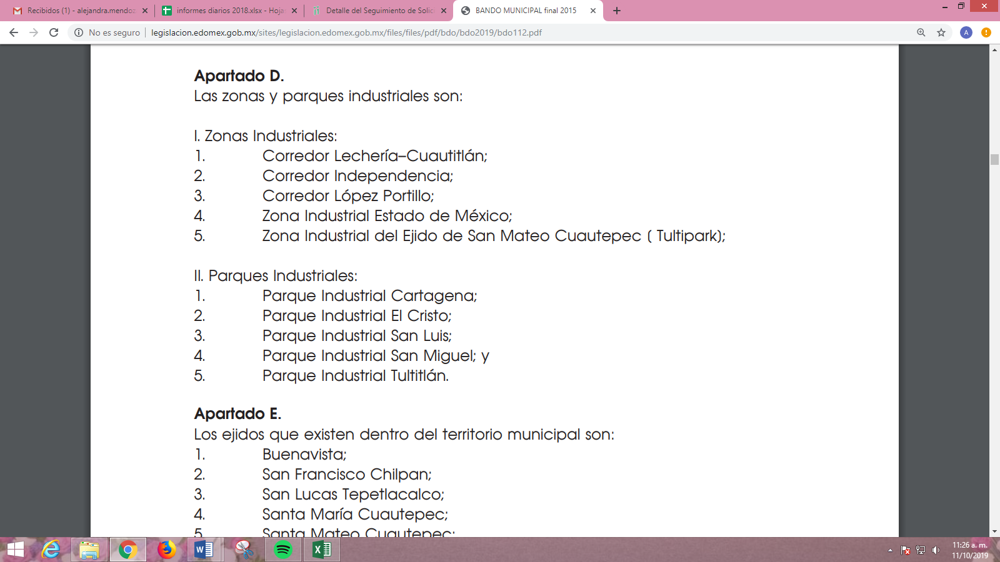 Recibidos (1) - alejandra.mendoz
informes diarios 2018.xlsx - Hoja
Detalle del Seguimiento de Solic
BANDO MUNICIPAL final 2015
No es seguro
legislacion.edomex.gob.mx/sites/legislacion.edomex.gob.mx/files/files/pdf/bdo/bdo2019/bdo112.pdf
A
Apartado D.
Las zonas y parques industriales son:
I. Zonas Industriales:
1. Corredor Lechería–Cuautitlán;
2. Corredor Independencia;
3. Corredor López Portillo;
4. Zona Industrial Estado de México;
5. Zona Industrial del Ejido de San Mateo Cuautepec ( Tultipark);
II. Parques Industriales:
1. Parque Industrial Cartagena;
2. Parque Industrial El Cristo;
3. Parque Industrial San Luis;
4. Parque Industrial San Miguel; y
5. Parque Industrial Tultitlán.
Apartado E.
Los ejidos que existen dentro del territorio municipal son:
1. Buenavista;
2. San Francisco Chilpan;
3. San Lucas Tepetlacalco;
4. Santa María Cuautepec;
5. Santa Mateo Cuautepec;
11:26 a. m.
11/10/2019